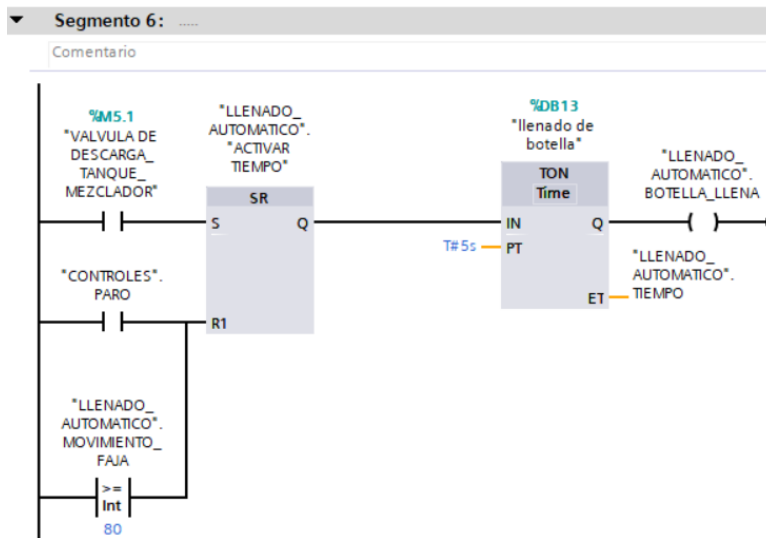 Segmento 6: .....
Comentario
%M5.1
"VALVULA DE
DESCARGA_
TANQUE_
MEZCLADOR"
"LLENADO_
AUTOMATICO".
"ACTIVAR
TIEMPO"
SR
S Q
R1
"CONTROLES".
PARO
"LLENADO_
AUTOMATICO".
MOVIMIENTO_
FAJA
>=
Int
80
%DB13
"llenado de
botella"
TON
Time
IN Q
T#5s PT
ET
"LLENADO_
AUTOMATICO".
TIEMPO
"LLENADO_
AUTOMATICO".
BOTELLA_LLENA